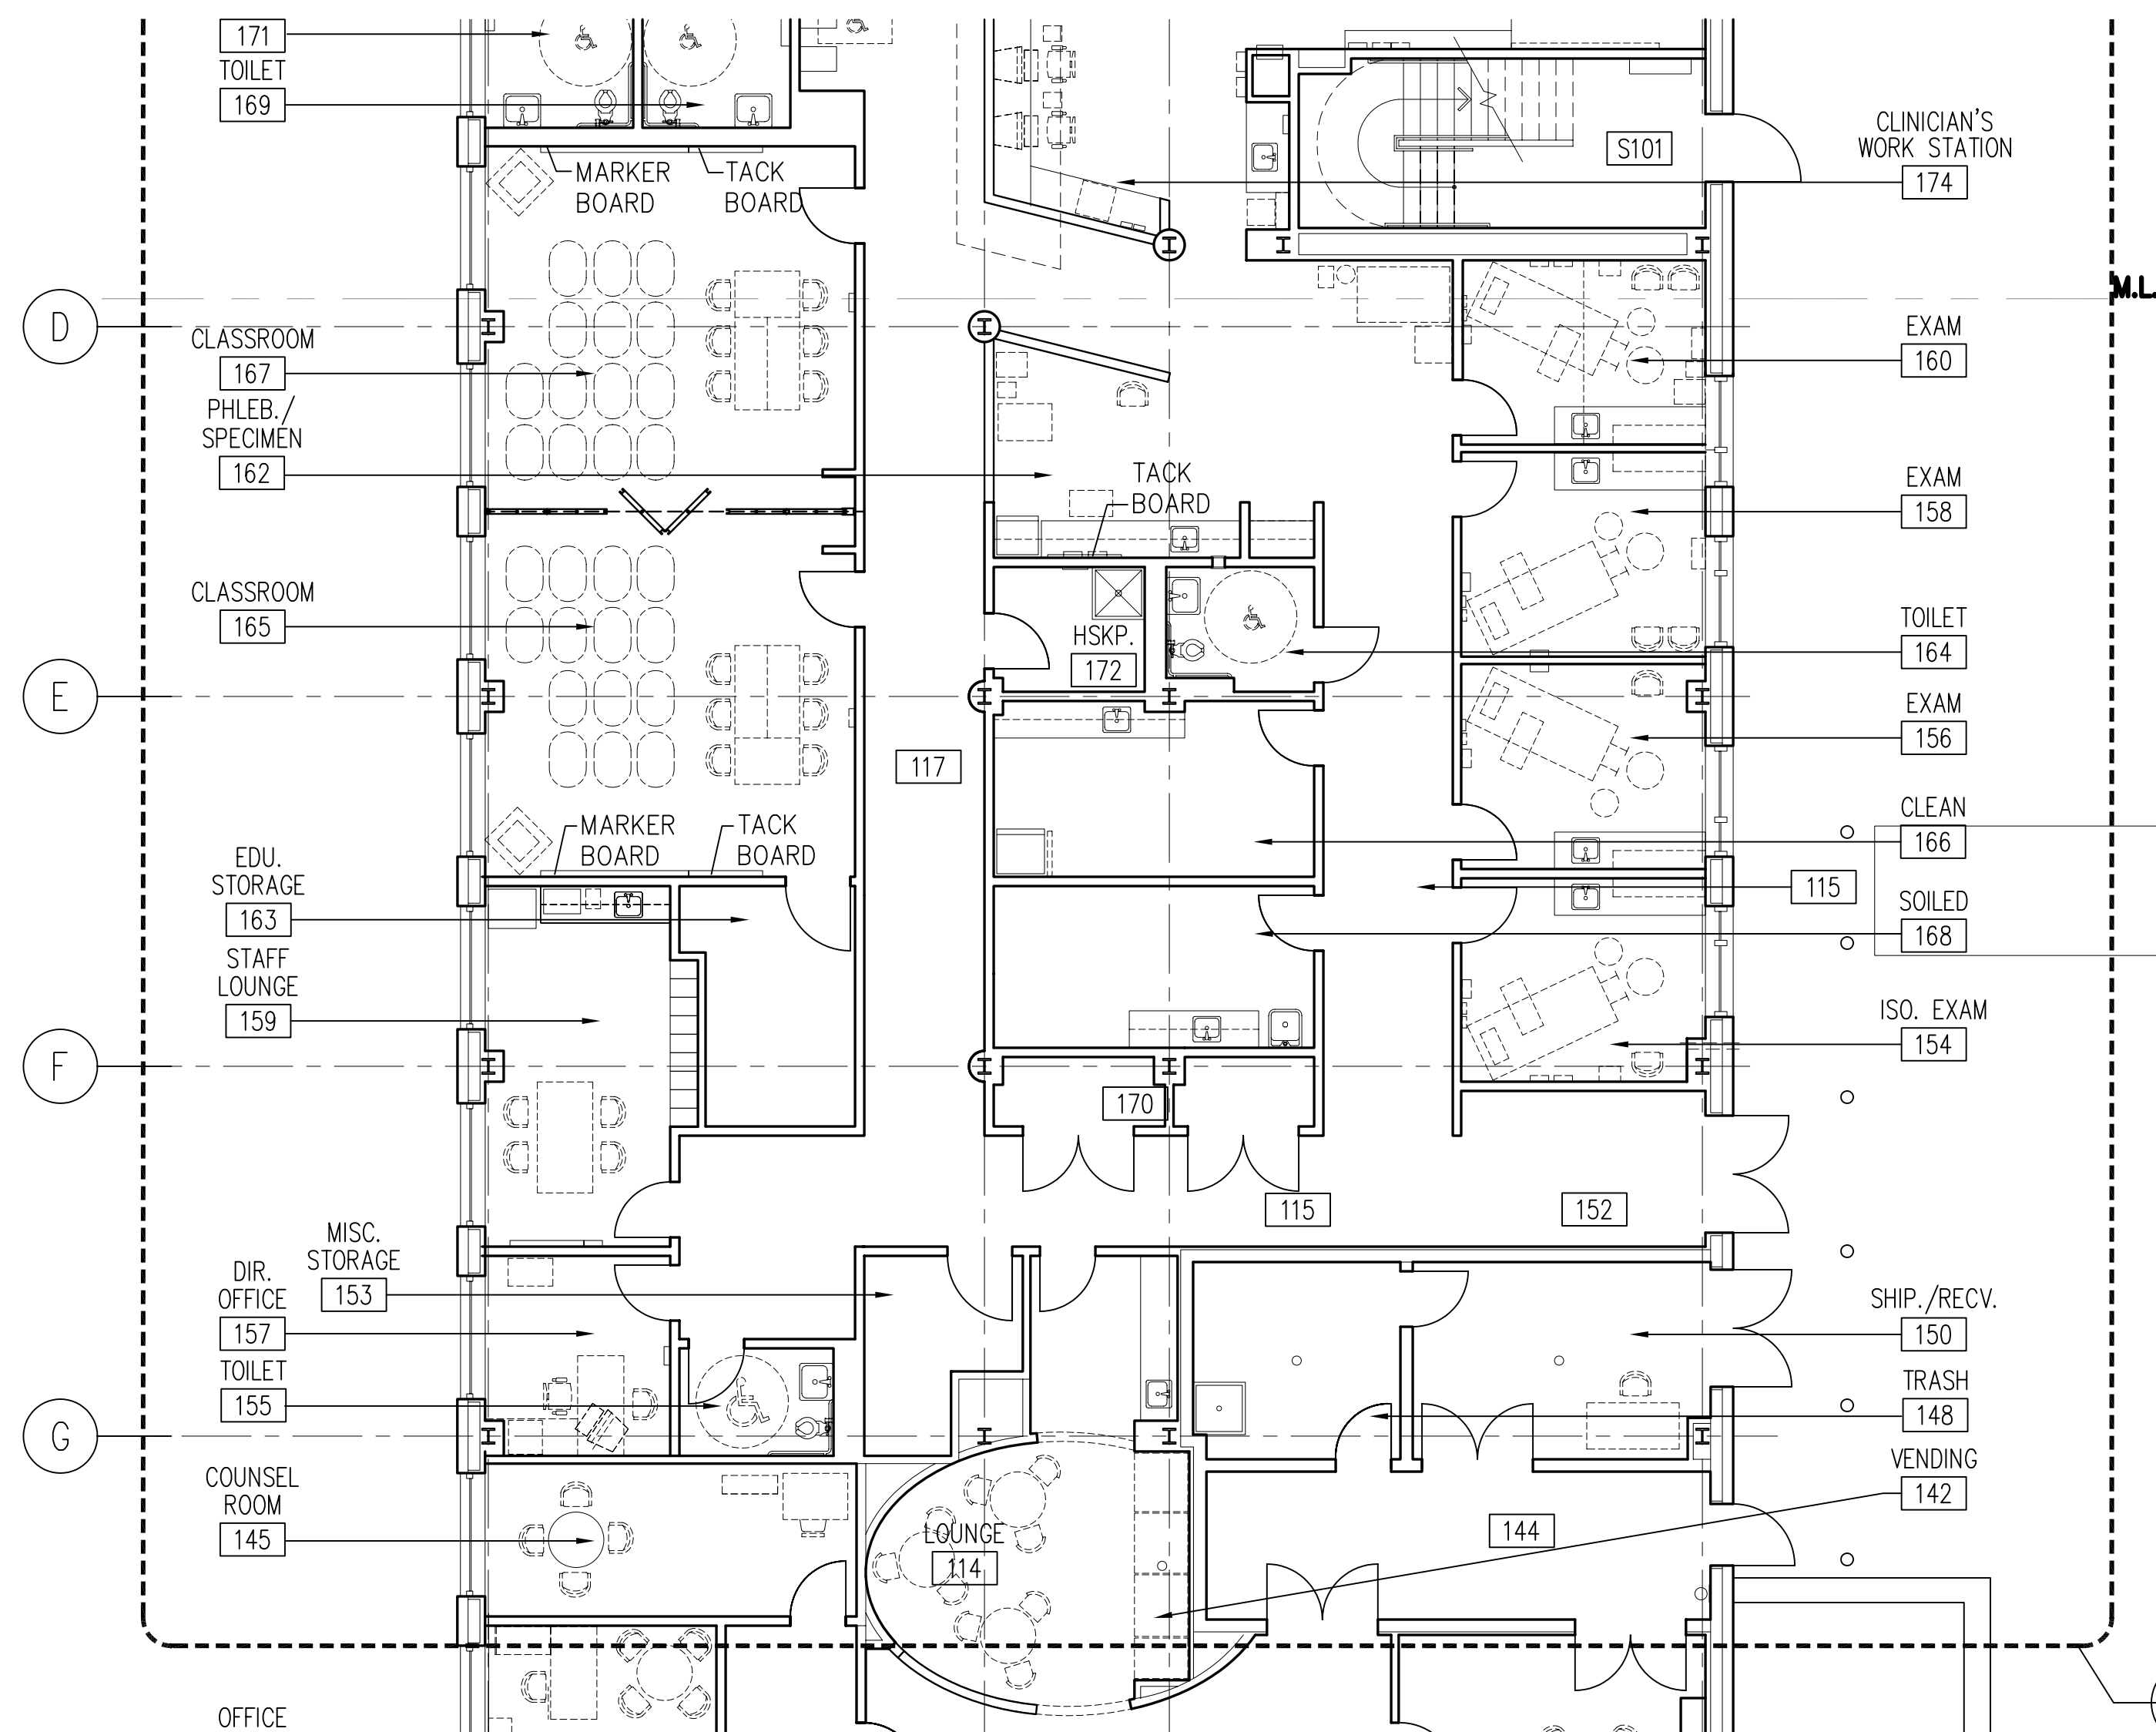 171
TOILET
169
MARKER
BOARD
TACK
BOARD
S101
CLINICIAN'S
WORK STATION
174
M.L.
D
CLASSROOM
167
PHLEB./
SPECIMEN
162
TACK
BOARD
EXAM
160
EXAM
158
CLASSROOM
165
HSKP.
172
TOILET
164
E
EXAM
156
117
MARKER
BOARD
TACK
BOARD
CLEAN
166
115
EDU.
STORAGE
163
SOILED
168
STAFF
LOUNGE
159
ISO. EXAM
154
F
170
115
152
MISC.
STORAGE
153
DIR.
OFFICE
157
SHIP./RECV.
150
TOILET
155
TRASH
148
G
VENDING
142
COUNSEL
ROOM
145
LOUNGE
114
144
OFFICE